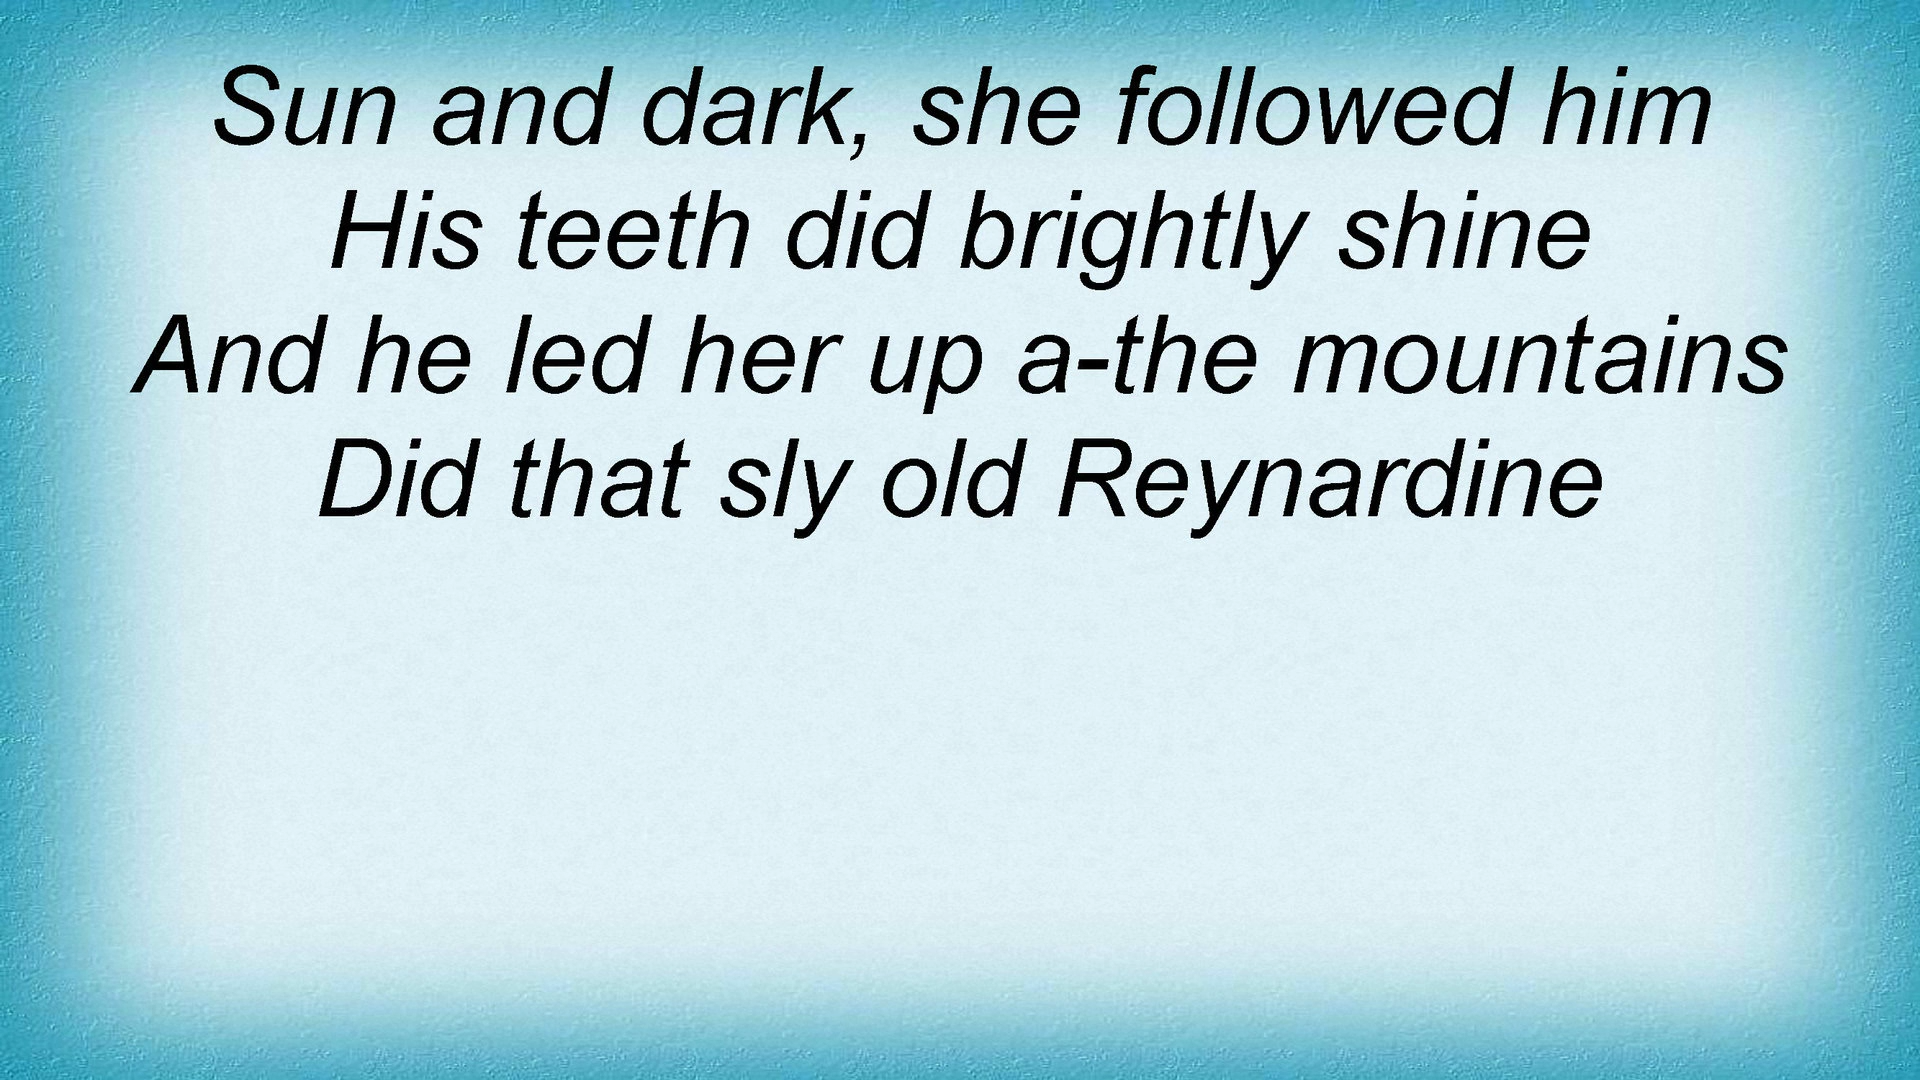 Sun and dark, she followed him
His teeth did brightly shine
And he led her up a-the mountains
Did that sly old Reynardine